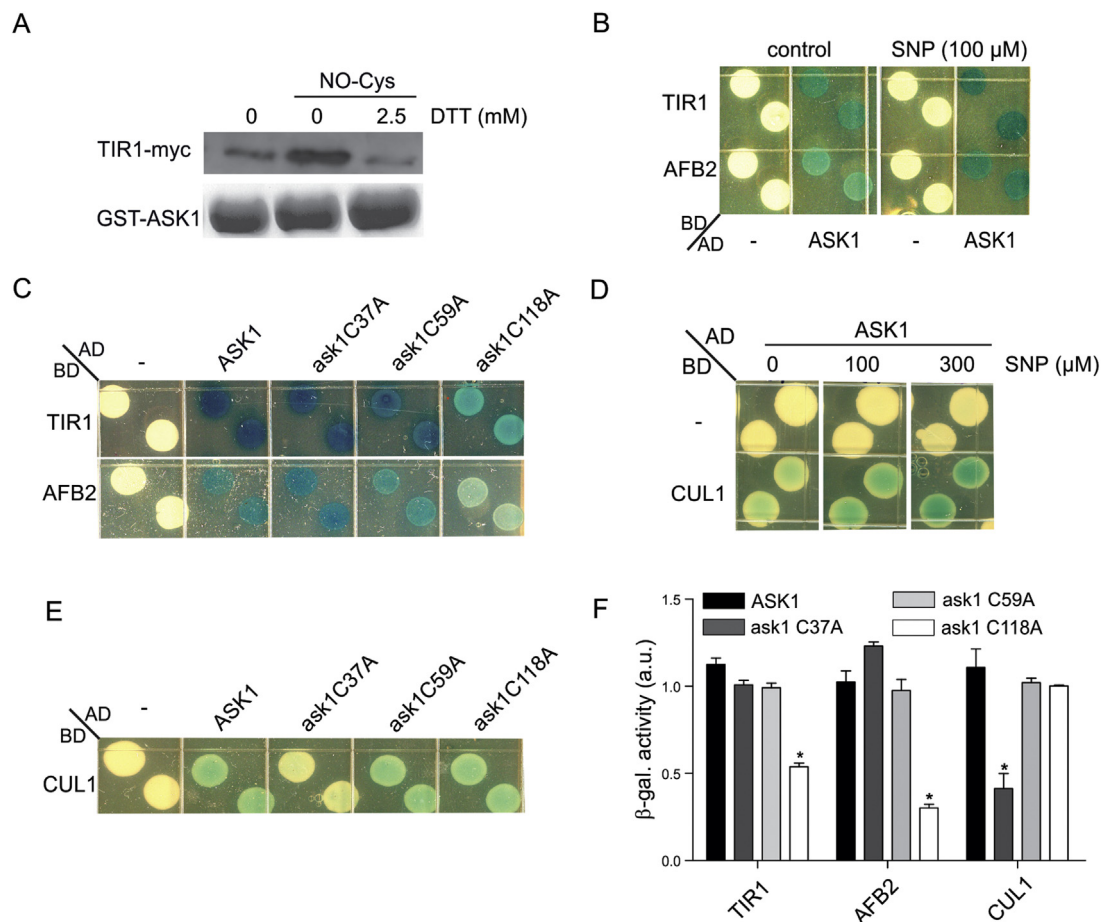 A
NO-Cys
0 0 2.5 DTT (mM)
TIR1-myc
GST-ASK1
B
control SNP (100 µM)
TIR1
AFB2
BD
AD
- ASK1 - ASK1
C
AD
BD
- ASK1 ask1C37A ask1C59A ask1C118A
TIR1
AFB2
D
AD
BD
ASK1
0 100 300 SNP (µM)
-
CUL1
E
AD
BD
- ASK1 ask1C37A ask1C59A ask1C118A
CUL1
F
ASK1 ask1 C59A
ask1 C37A ask1 C118A
β-gal. activity (a.u.)
1.5
1.0
0.5
0.0
* * *
TIR1 AFB2 CUL1